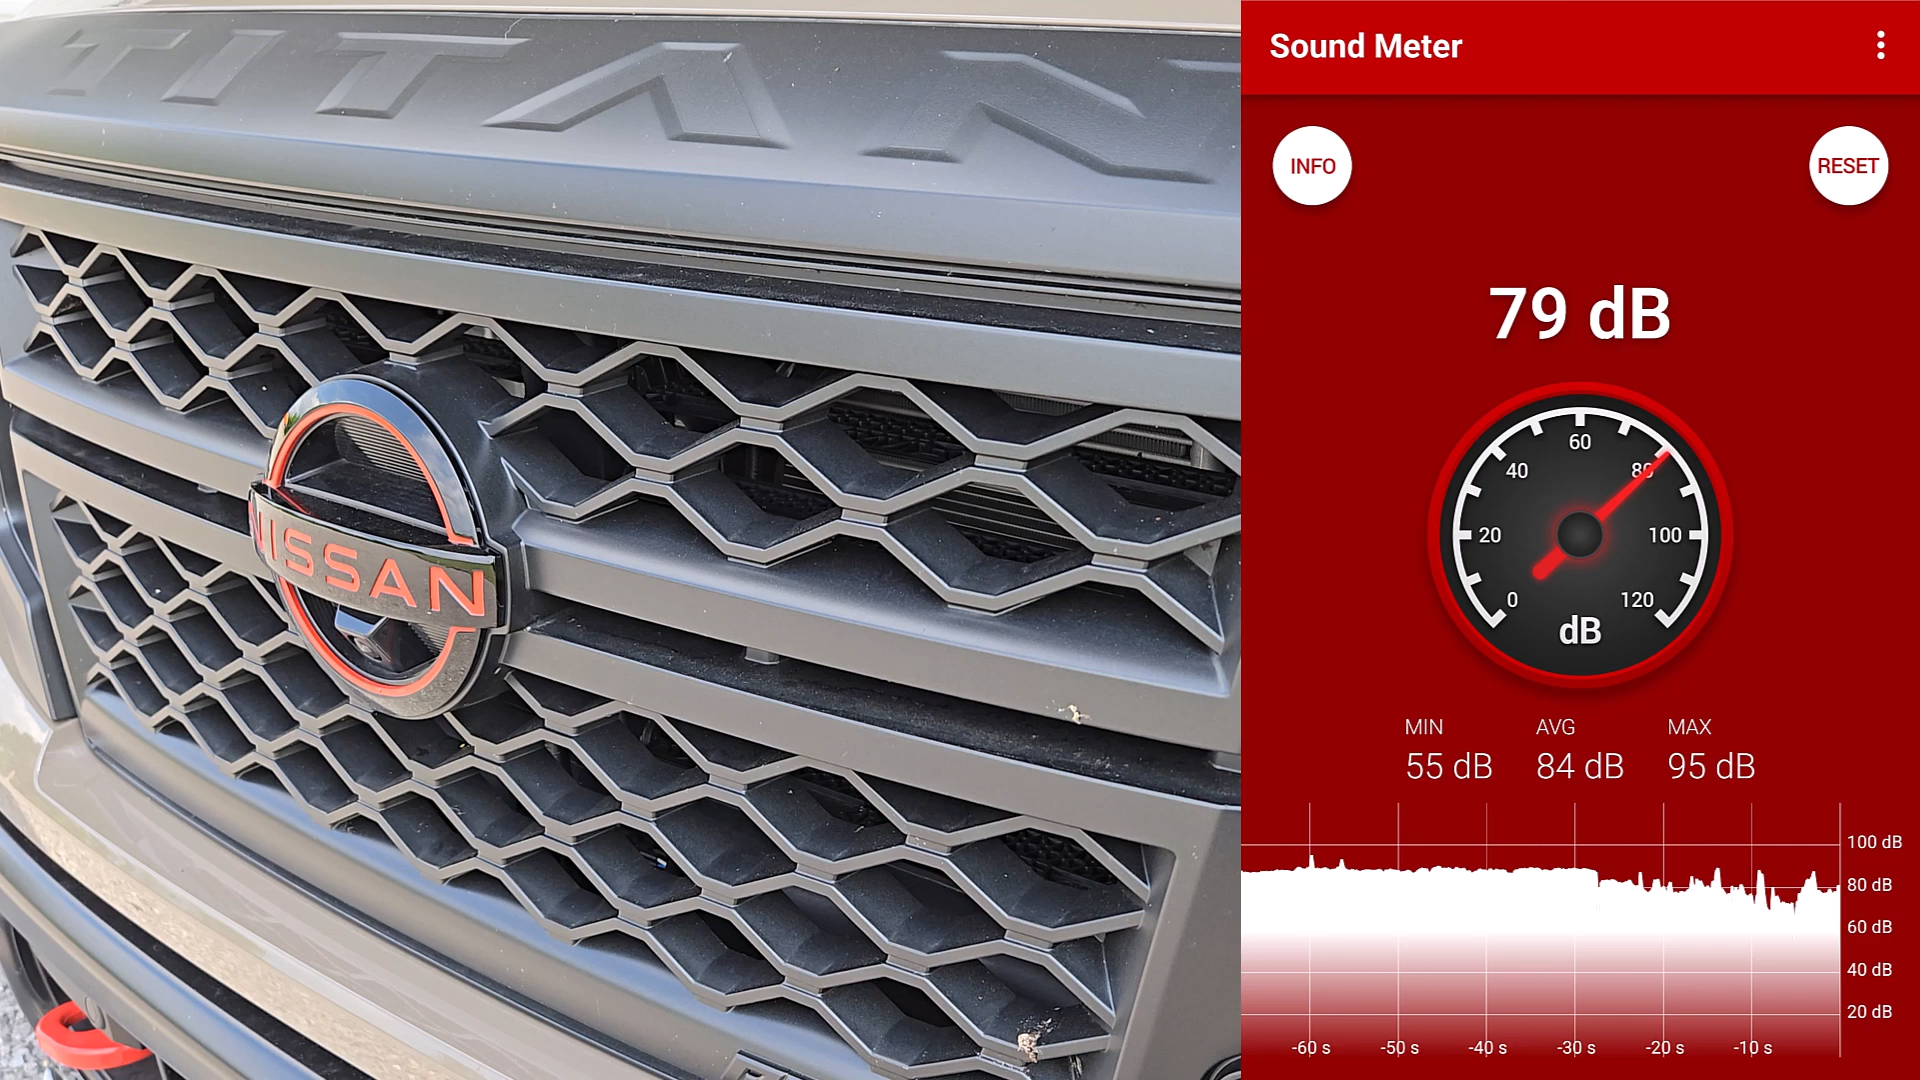 TITAN
NISSAN
Sound Meter
INFO
RESET
79 dB
0
20
40
60
80
100
120
dB
MIN
AVG
MAX
55 dB
84 dB
95 dB
100 dB
80 dB
60 dB
40 dB
20 dB
-60 s
-50 s
-40 s
-30 s
-20 s
-10 s